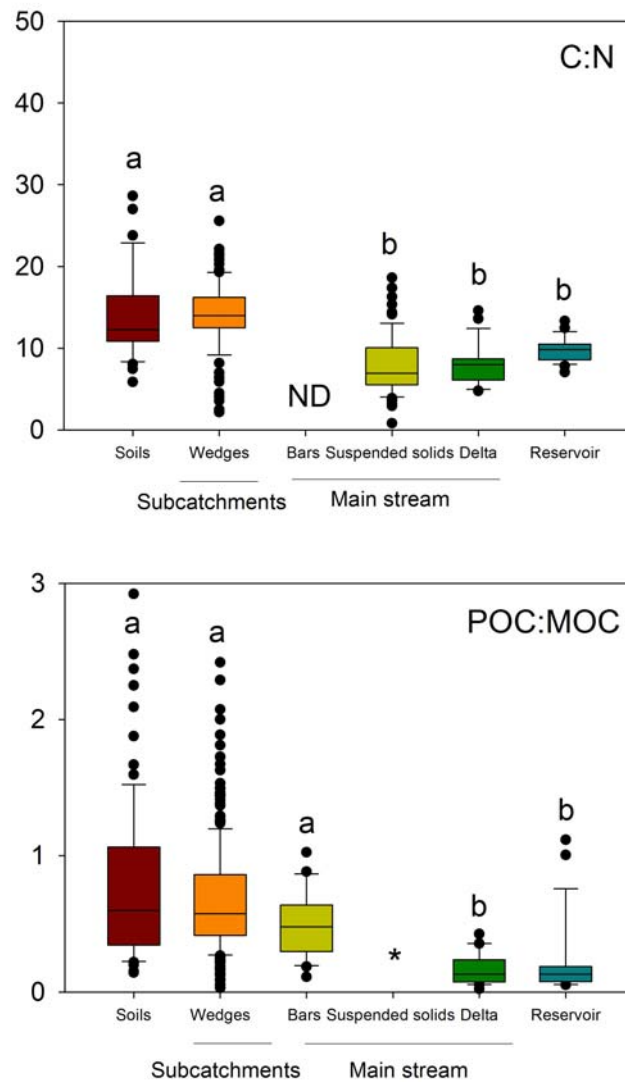 50
C:N
40
a
30
a
20
b
b
b
10
ND
0
Soils Wedges Bars Suspended solids Delta Reservoir
Subcatchments Main stream
3
POC:MOC
a
a
2
a
b
1
b
*
0
Soils Wedges Bars Suspended solids Delta Reservoir
Subcatchments Main stream